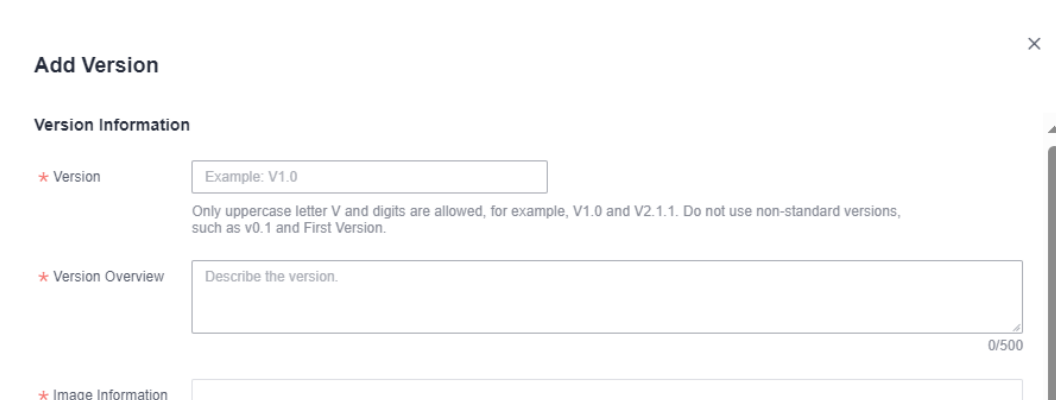 Add Version
Version Information
* Version
Example: V1.0
Only uppercase letter V and digits are allowed, for example, V1.0 and V2.1.1. Do not use non-standard versions,
such as v0.1 and First Version.
* Version Overview
Describe the version.
0/500
* Image Information